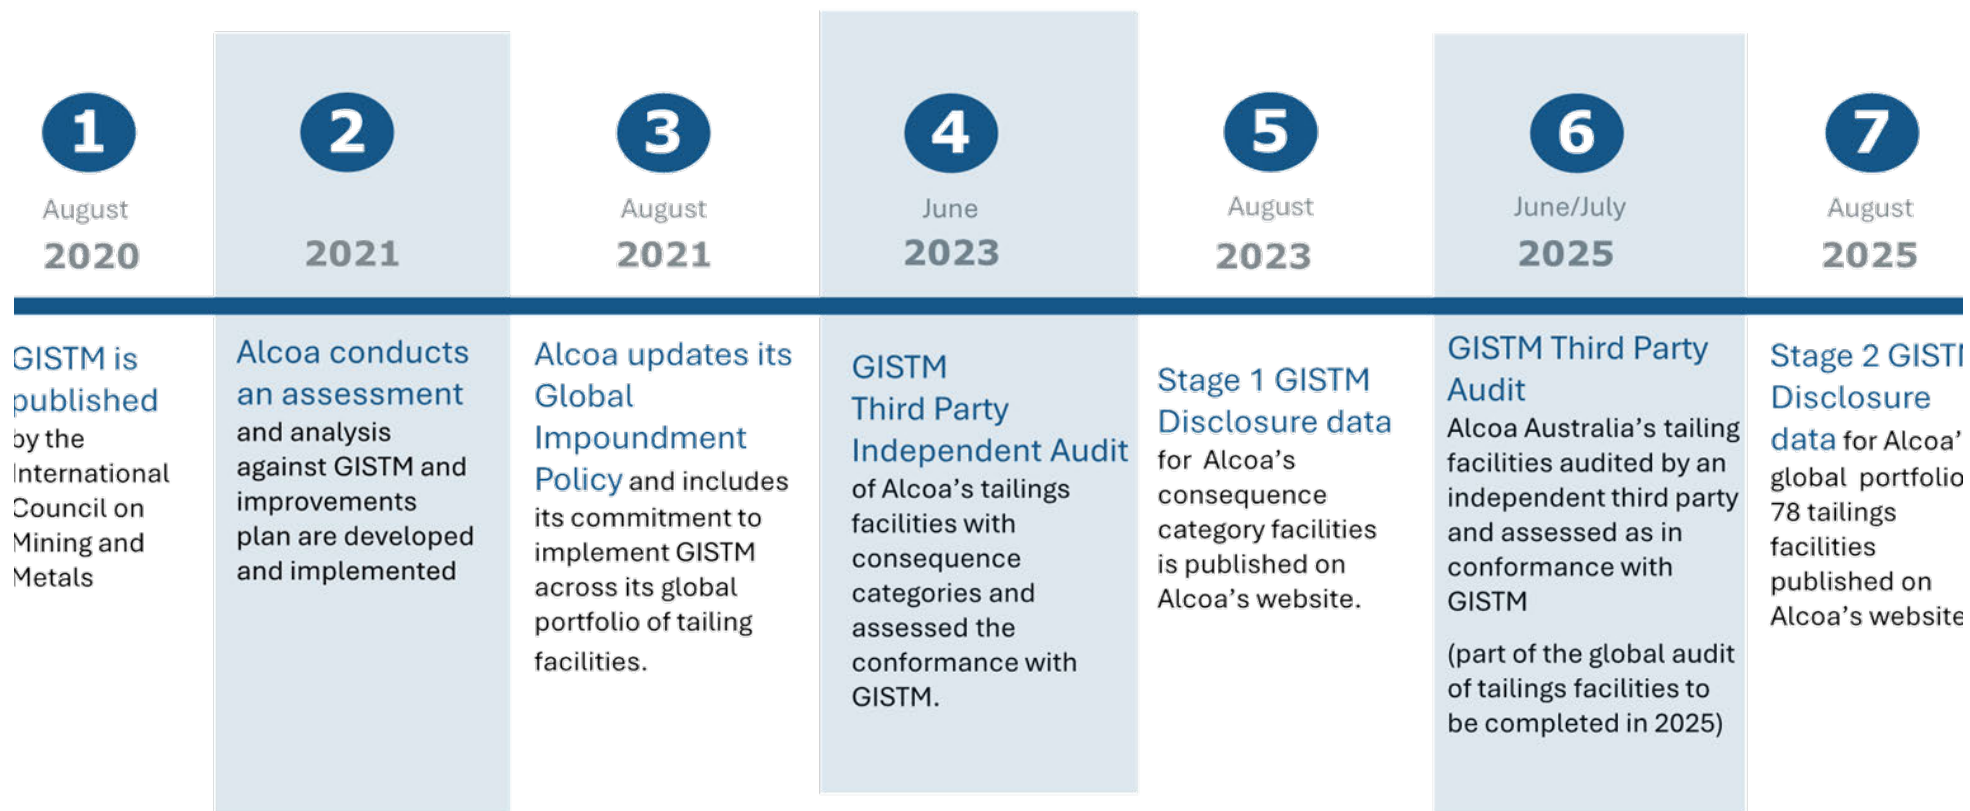 1
August
2020
GISTM is
published
by the
International
Council on
Mining and
Metals
2
2021
Alcoa conducts
an assessment
and analysis
against GISTM and
improvements
plan are developed
and implemented
3
August
2021
Alcoa updates its
Global
Impoundment
Policy and includes
its commitment to
implement GISTM
across its global
portfolio of tailing
facilities.
4
June
2023
GISTM
Third Party
Independent Audit
of Alcoa's tailings
facilities with
consequence
categories and
assessed the
conformance with
GISTM.
5
August
2023
Stage 1 GISTM
Disclosure data
for Alcoa's
consequence
category facilities
is published on
Alcoa's website.
6
June/July
2025
GISTM Third Party
Audit
Alcoa Australia's tailing
facilities audited by an
independent third party
and assessed as in
conformance with
GISTM
(part of the global audit
of tailings facilities to
be completed in 2025)
7
August
2025
Stage 2 GISTM
Disclosure
data for Alcoa'
global portfolio
78 tailings
facilities
published on
Alcoa's website